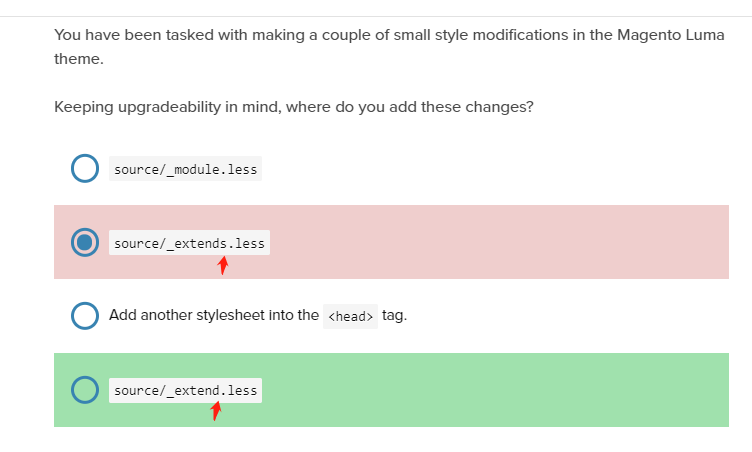 You have been tasked with making a couple of small style modifications in the Magento Luma
theme.
Keeping upgradeability in mind, where do you add these changes?
source/_module.less
source/_extends.less
Add another stylesheet into the <head> tag.
source/_extend.less